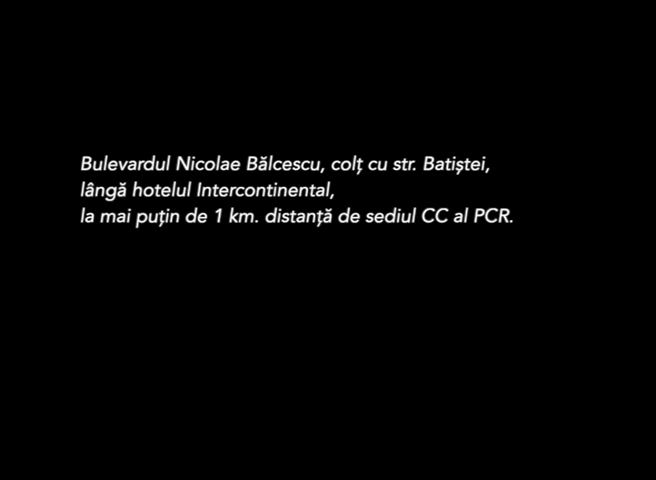 Bulevardul Nicolae Bălcescu, colț cu str. Batiștei,
lângă hotelul Intercontinental,
la mai puțin de 1 km. distanță de sediul CC al PCR.